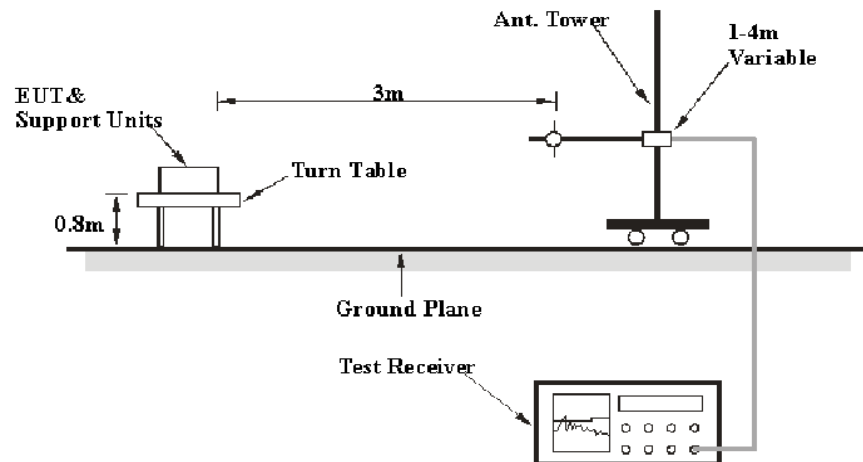 Ant. Tower
1-4m
Variable
EUT&
Support Units
3m
Turn Table
0.8m
Ground Plane
Test Receiver